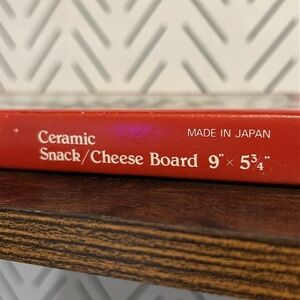 Ceramic
MADE IN JAPAN
Snack/Cheese Board 9" × 5¾"